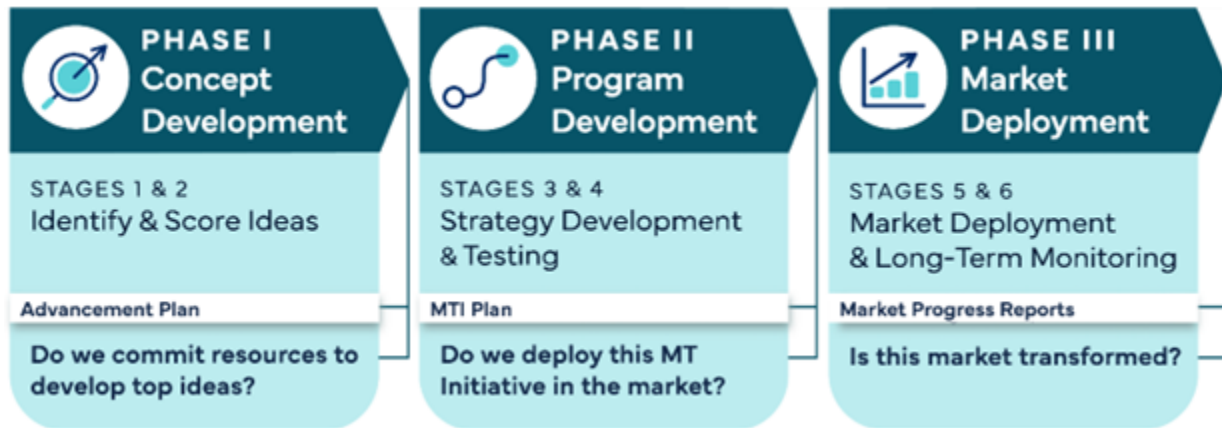 PHASE I
Concept
Development
STAGES 1 & 2
Identify & Score Ideas
Advancement Plan
Do we commit resources to
develop top ideas?
PHASE II
Program
Development
STAGES 3 & 4
Strategy Development
& Testing
MTI Plan
Do we deploy this MT
Initiative in the market?
PHASE III
Market
Deployment
STAGES 5 & 6
Market Deployment
& Long-Term Monitoring
Market Progress Reports
Is this market transformed?